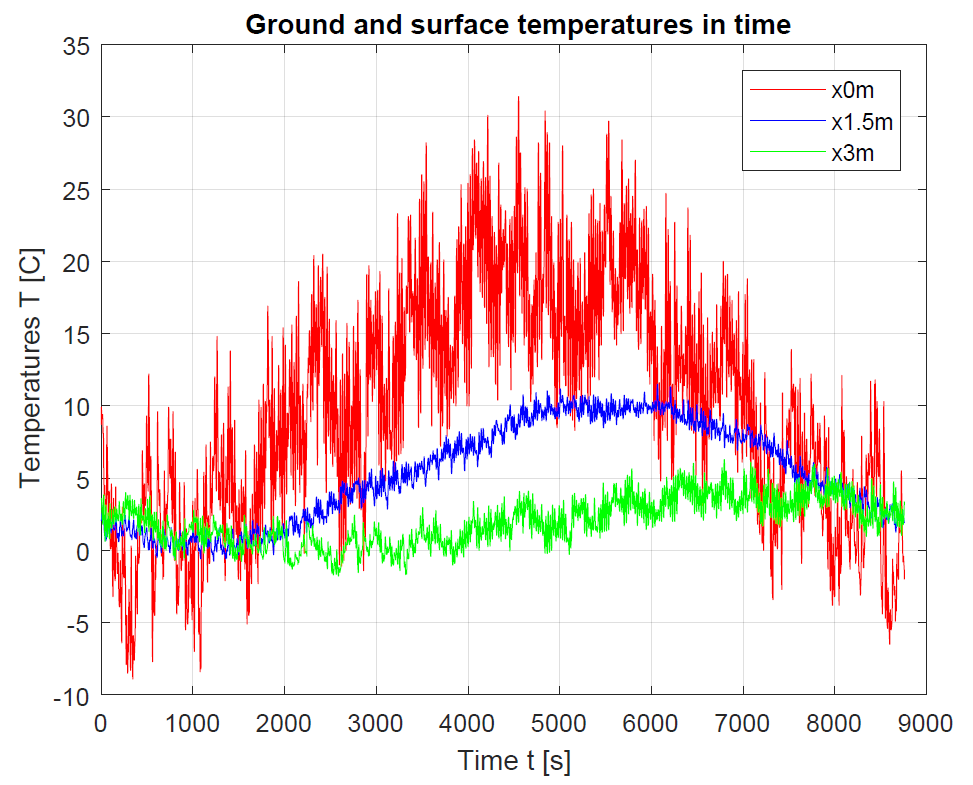 Ground and surface temperatures in time
35
30
25
20
15
10
5
0
-5
-10
Temperatures T [C]
x0m
x1.5m
x3m
0 1000 2000 3000 4000 5000 6000 7000 8000 9000
Time t [s]